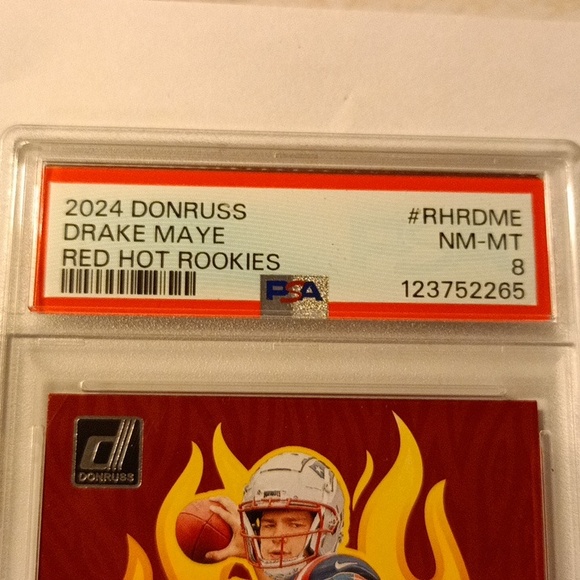 2024 DONRUSS #RHRDME
DRAKE MAYE NM-MT
RED HOT ROOKIES 8
PSA 123752265
DONRUSS